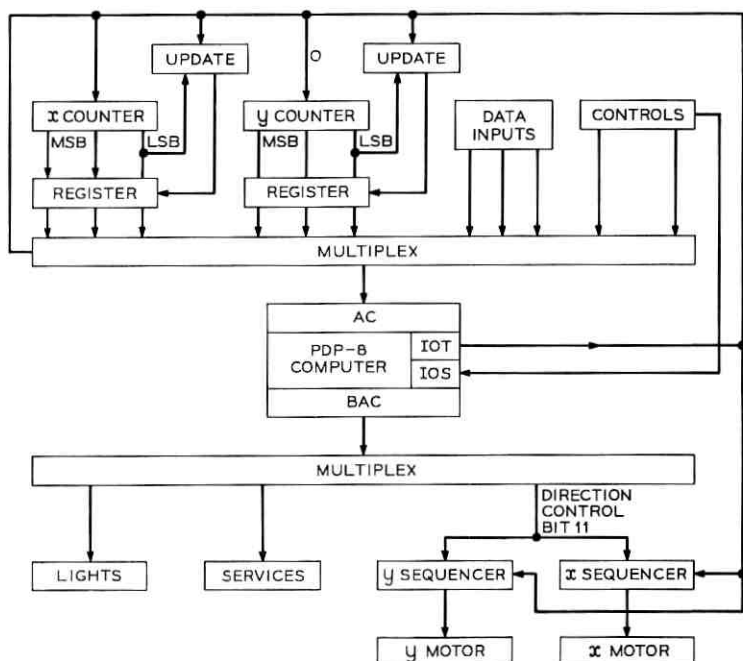 UPDATE
UPDATE
O
x COUNTER
y COUNTER
DATA
INPUTS
CONTROLS
MSB
LSB
MSB
LSB
REGISTER
REGISTER
MULTIPLEX
AC
PDP-8
COMPUTER
IOT
IOS
BAC
MULTIPLEX
DIRECTION
CONTROL
BIT 11
LIGHTS
SERVICES
y SEQUENCER
x SEQUENCER
y MOTOR
x MOTOR